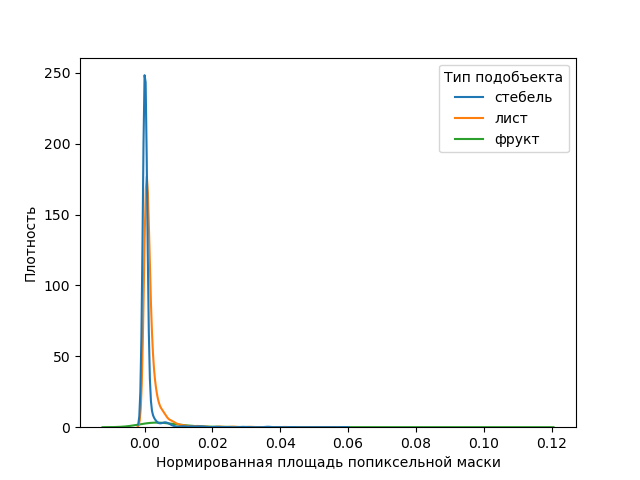 250
200
150
100
50
0
Плотность
Тип подобъекта
стебель
лист
фрукт
0.00 0.02 0.04 0.06 0.08 0.10 0.12
Нормированная площадь попиксельной маски